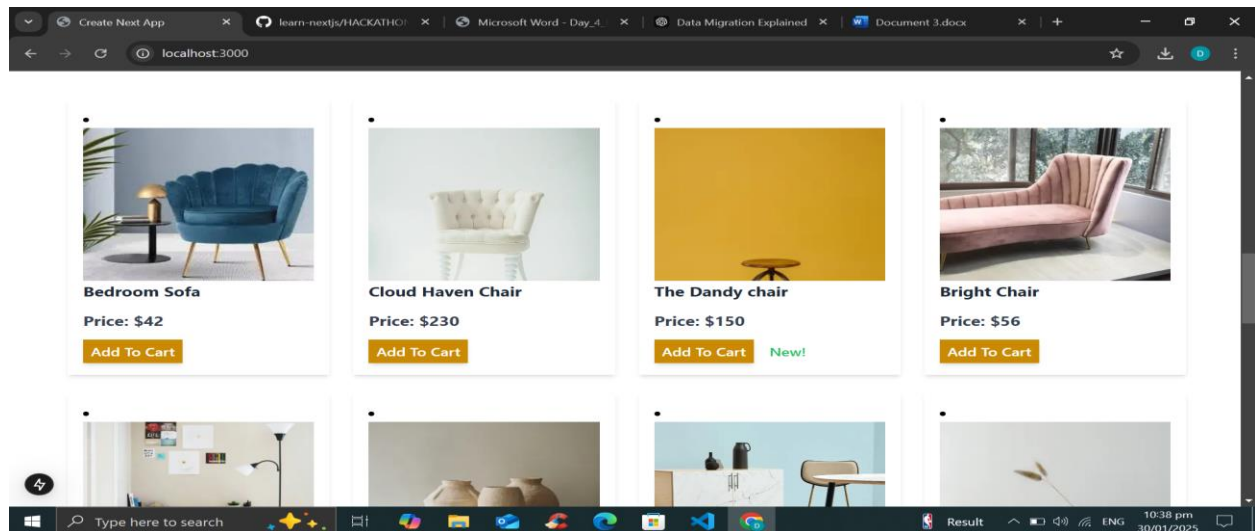 Create Next App
learn-nextjs/HACKATHO
Microsoft Word - Day_4_
Data Migration Explained
Document 3.docx
localhost:3000
D
Bedroom Sofa
Cloud Haven Chair
The Dandy chair
Bright Chair
Price: $42
Price: $230
Price: $150
Price: $56
Add To Cart
Add To Cart
Add To Cart
New!
Add To Cart
Type here to search
Result
ENG
10:38 pm
30/01/2025